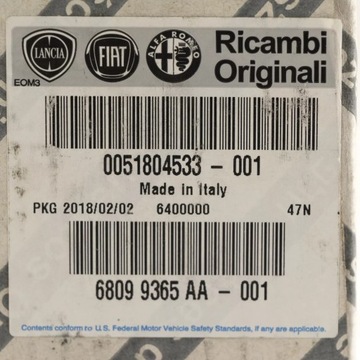 LANCIA
FIAT
ALFA ROMEO
Ricambi
Originali
EOM3
0051804533 - 001
Made in Italy
PKG 2018/02/02 6400000 47N
6809 9365 AA - 001
Contents conform to U.S. Federal Motor Vehicle Safety Standards, if any are applicable.